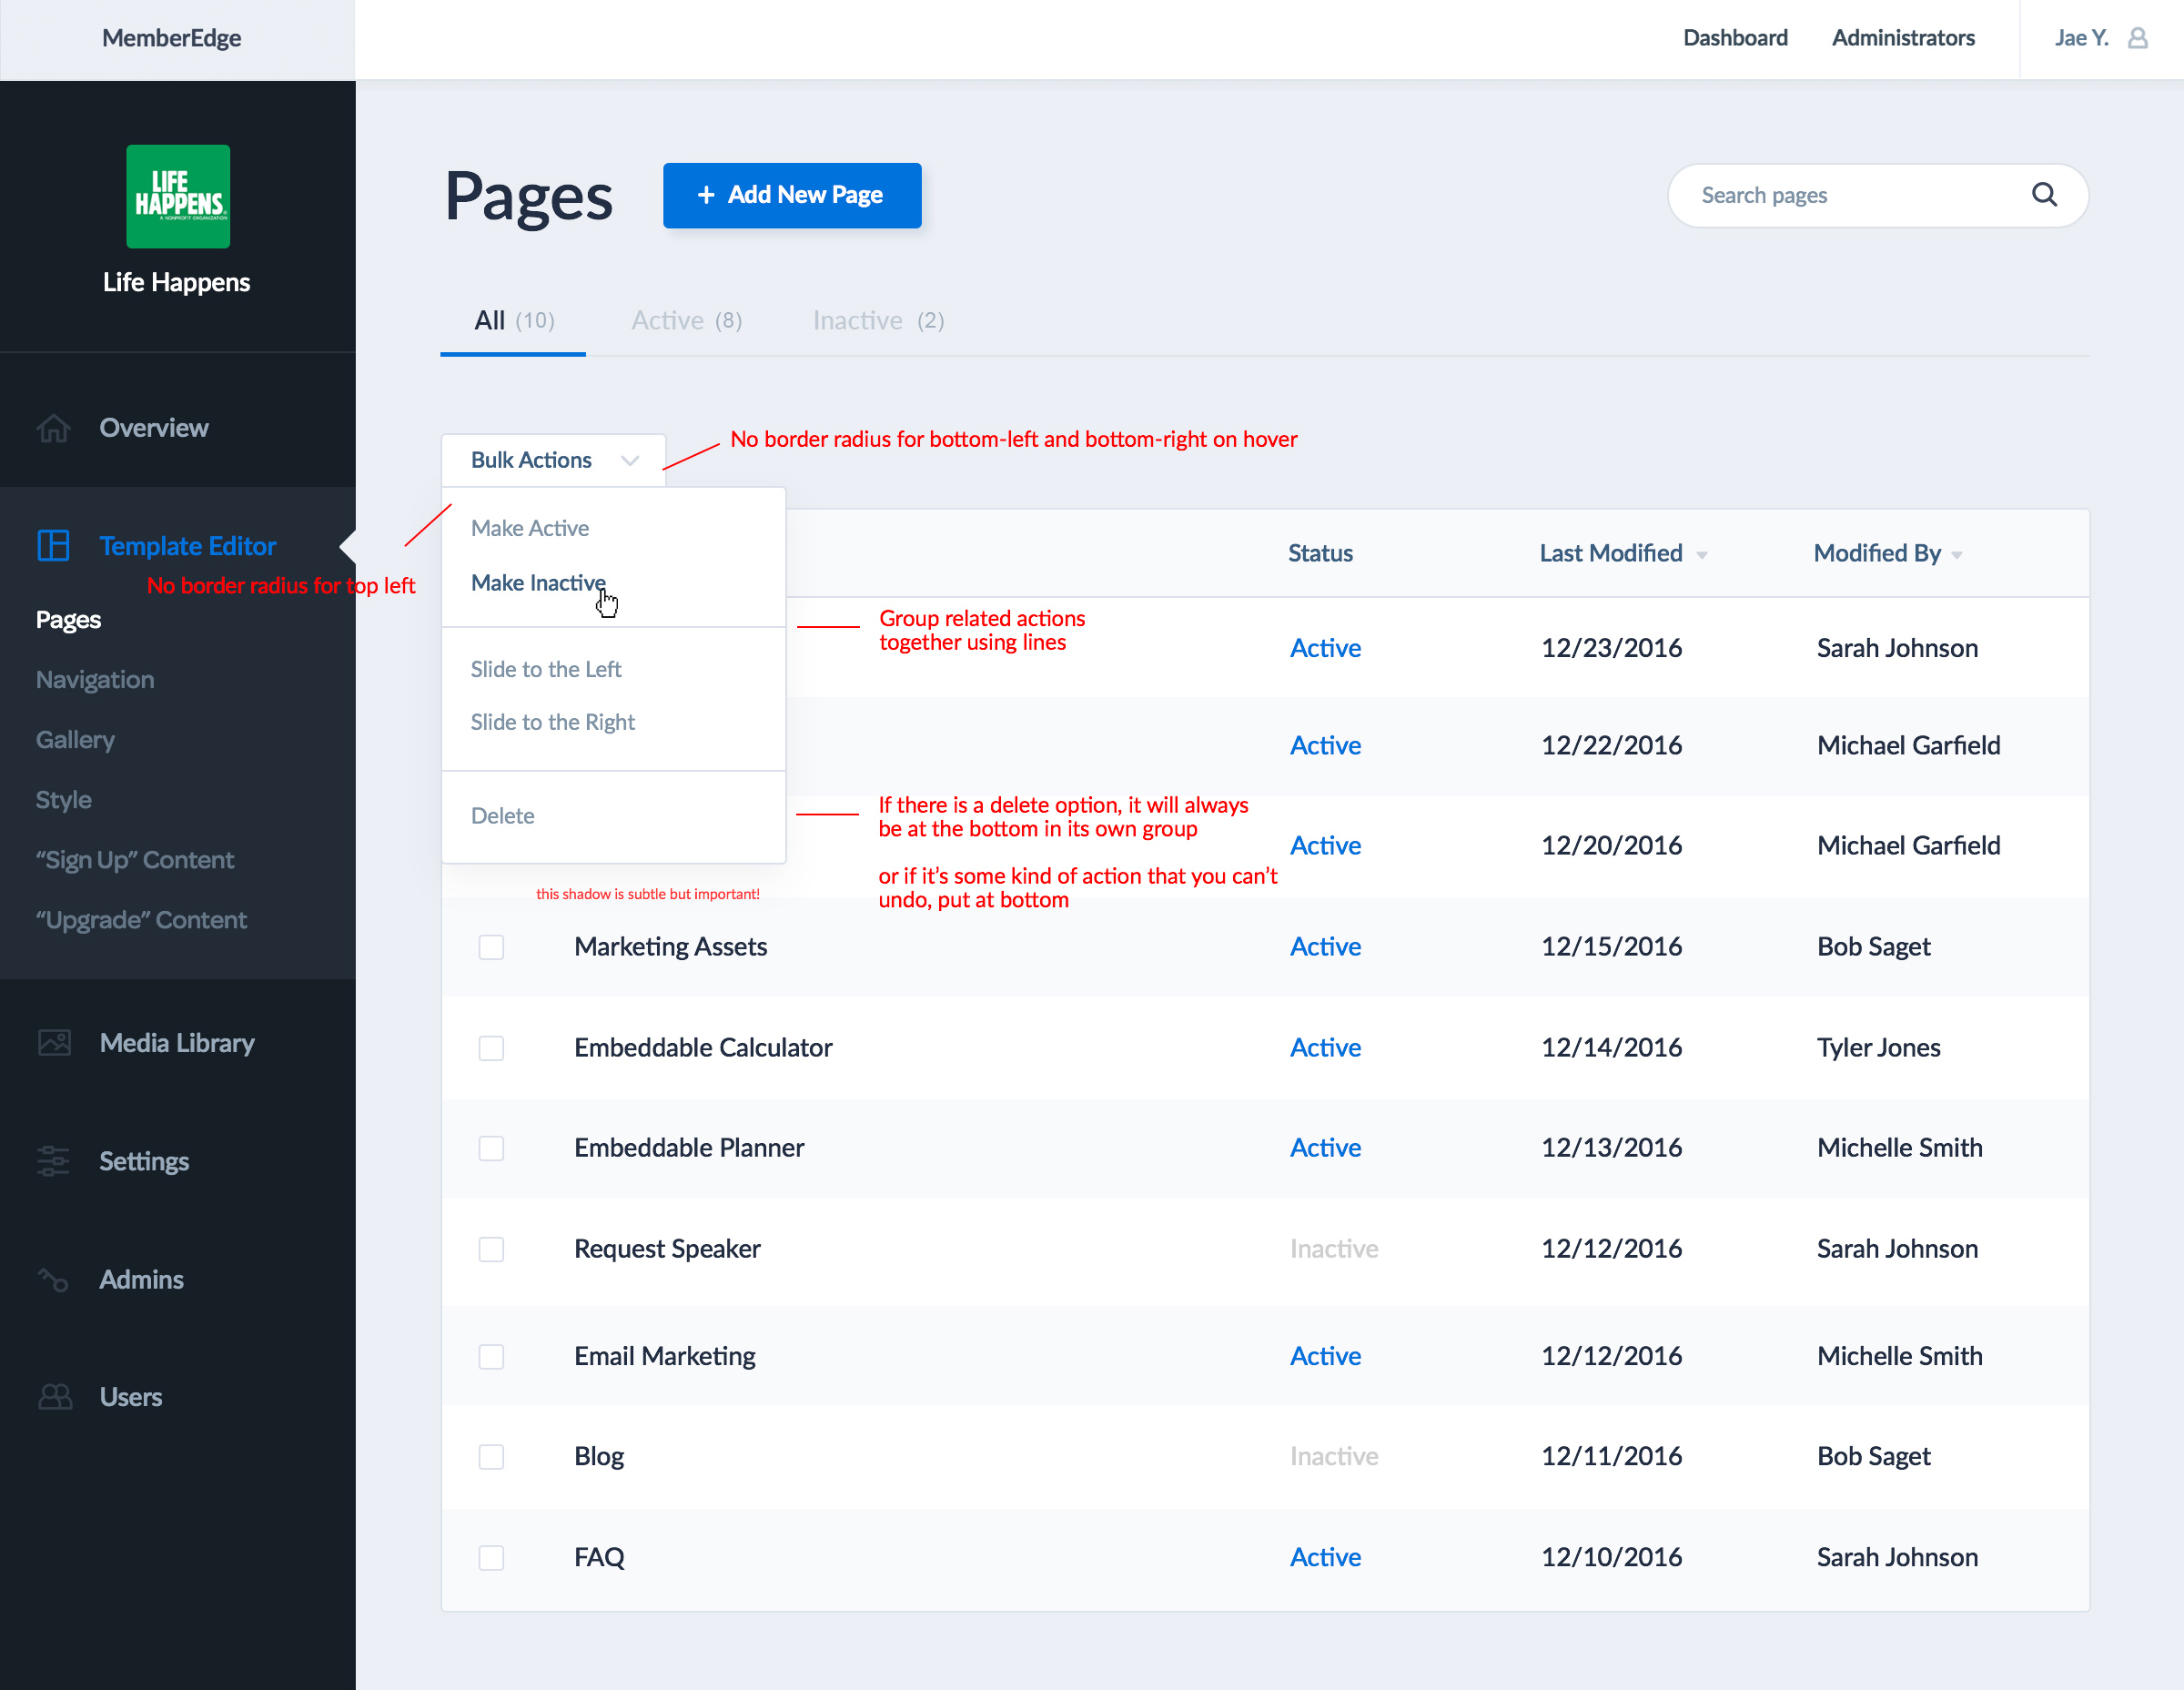 MemberEdge
Dashboard
Administrators
Jae Y.
LIFE
HAPPENS.
A NONPROFIT ORGANIZATION
Life Happens
Overview
Template Editor
No border radius for top left
Pages
Navigation
Gallery
Style
“Sign Up” Content
“Upgrade” Content
Media Library
Settings
Admins
Users
Pages
+ Add New Page
Search pages
All (10)
Active (8)
Inactive (2)
Bulk Actions
No border radius for bottom-left and bottom-right on hover
Make Active
Make Inactive
Slide to the Left
Slide to the Right
Delete
Group related actions
together using lines
If there is a delete option, it will always
be at the bottom in its own group
or if it’s some kind of action that you can’t
undo, put at bottom
this shadow is subtle but important!
Status Last Modified Modified By
Active 12/23/2016 Sarah Johnson
Active 12/22/2016 Michael Garfield
Active 12/20/2016 Michael Garfield
Marketing Assets Active 12/15/2016 Bob Saget
Embeddable Calculator Active 12/14/2016 Tyler Jones
Embeddable Planner Active 12/13/2016 Michelle Smith
Request Speaker Inactive 12/12/2016 Sarah Johnson
Email Marketing Active 12/12/2016 Michelle Smith
Blog Inactive 12/11/2016 Bob Saget
FAQ Active 12/10/2016 Sarah Johnson